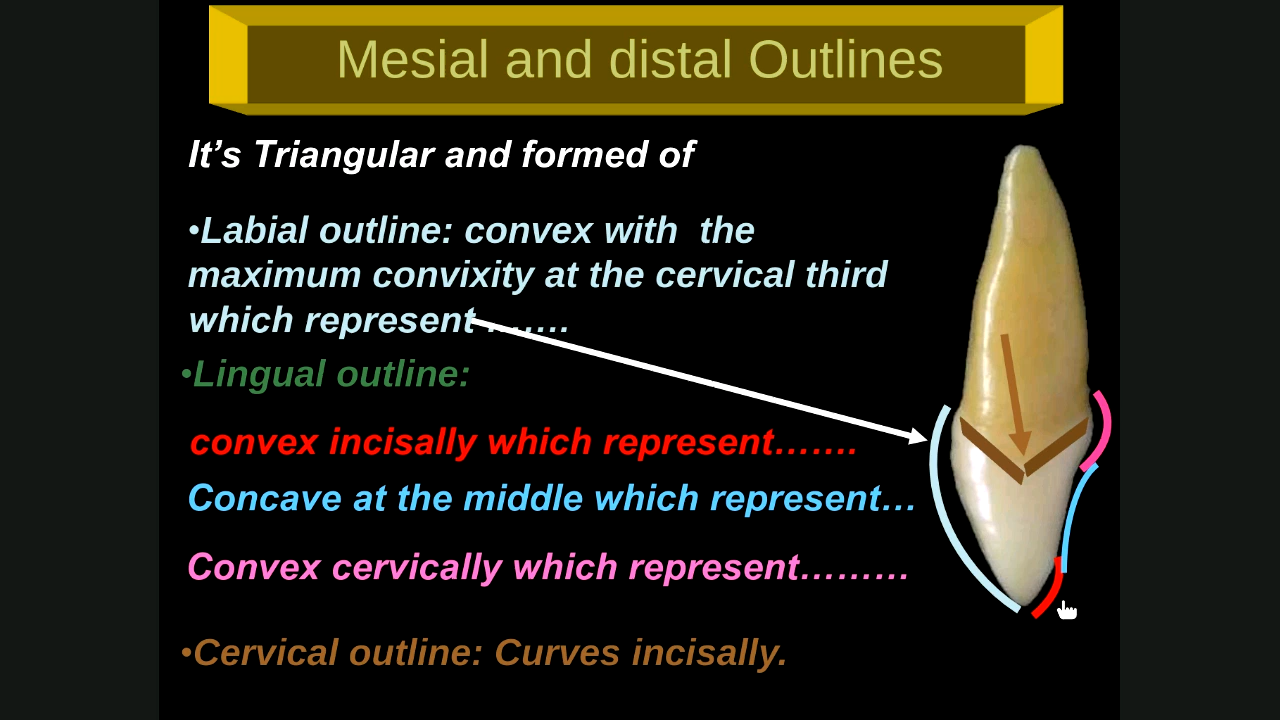 Mesial and distal Outlines
It's Triangular and formed of
•Labial outline: convex with the
maximum convixity at the cervical third
which represent …….
•Lingual outline:
convex incisally which represent…….
Concave at the middle which represent…
Convex cervically which represent………
•Cervical outline: Curves incisally.